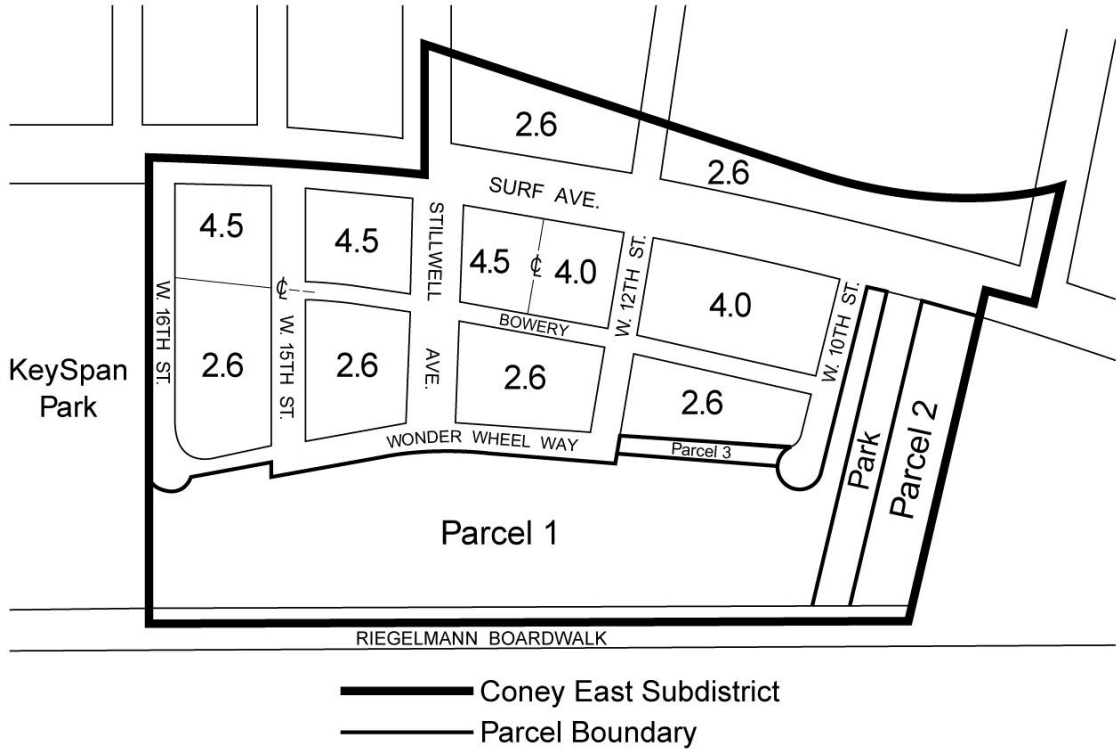 2.6
2.6
SURF AVE.
4.5
4.5
STILLWELL
AVE.
4.5
℄
4.0
W. 12TH ST.
4.0
W. 10TH ST.
℄
W. 16TH ST.
W. 15TH ST.
BOWERY
KeySpan
Park
2.6
2.6
2.6
2.6
WONDER WHEEL WAY
Parcel 3
Park
Parcel 2
Parcel 1
RIEGELMANN BOARDWALK
Coney East Subdistrict
Parcel Boundary